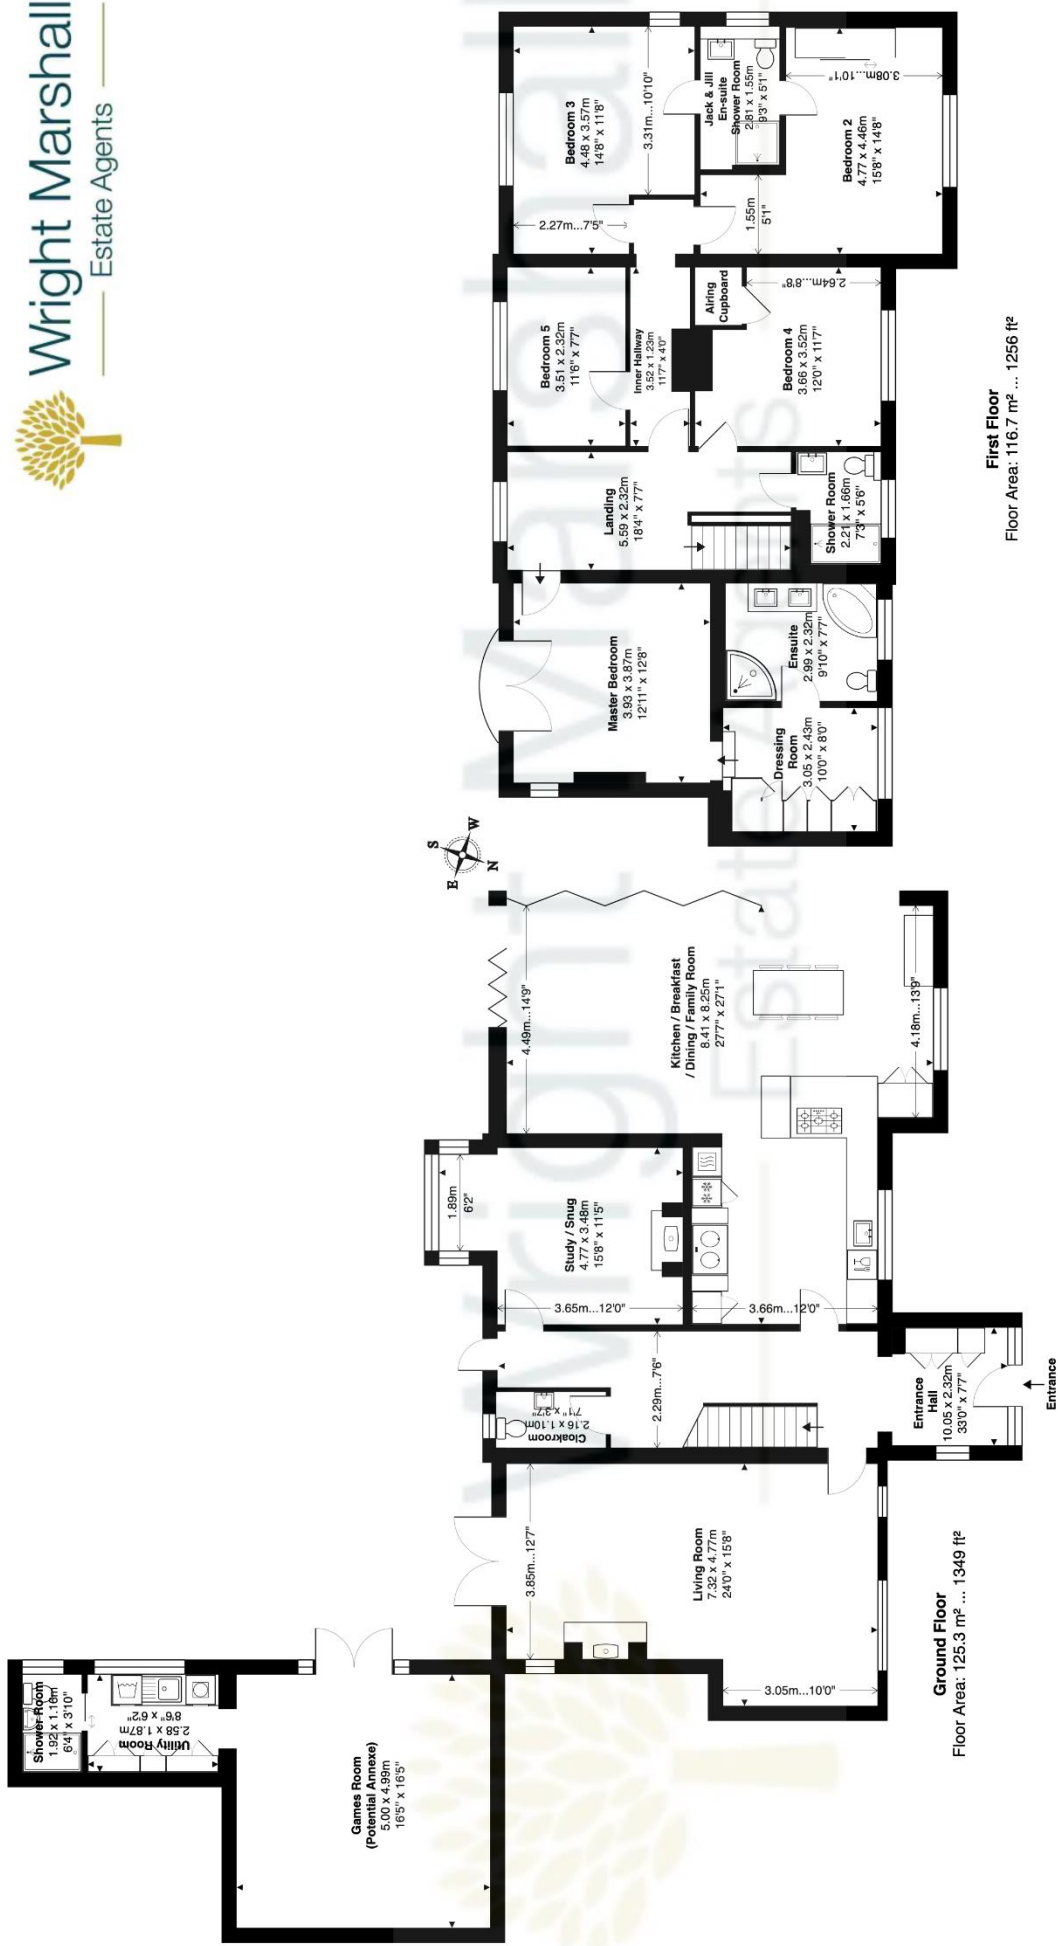 Wright Marshall
Estate Agents
Shower Room
1.92 x 1.16m
6'4" x 3'10"
Utility Room
2.58 x 1.87m
8'6" x 6'2"
Games Room
(Potential Annexe)
5.00 x 4.99m
16'5" x 16'5"
3.85m...12'7"
Living Room
7.32 x 4.77m
24'0" x 15'8"
3.05m...10'0"
Cloakroom
2.16 x 1.10m
7'1" x 3'7"
2.29m...7'6"
Entrance
Hall
10.05 x 2.32m
33'0" x 7'7"
Entrance
1.89m
6'2"
Study / Snug
4.77 x 3.48m
15'8" x 11'5"
3.65m...12'0"
3.66m...12'0"
4.49m...14'9"
Kitchen / Breakfast
/ Dining / Family Room
8.41 x 8.25m
27'7" x 27'1"
4.18m...13'9"
Ground Floor
Floor Area: 125.3 m² ... 1349 ft²
S
W
E
N
Master Bedroom
3.93 x 3.87m
12'11" x 12'8"
Dressing
Room
3.05 x 2.43m
10'0" x 8'0"
Ensuite
2.99 x 2.32m
9'10" x 7'7"
Landing
5.59 x 2.32m
18'4" x 7'7"
Shower Room
2.21 x 1.66m
7'3" x 5'6"
Bedroom 5
3.51 x 2.32m
11'6" x 7'7"
Inner Hallway
3.52 x 1.23m
11'7" x 4'0"
Airing
Cupboard
Bedroom 4
3.66 x 3.52m
12'0" x 11'7"
2.64m...8'8"
Bedroom 3
4.48 x 3.57m
14'8" x 11'8"
2.27m...7'5"
3.31m...10'10"
Jack & Jill
En-suite
Shower Room
2.81 x 1.55m
9'3" x 5'1"
1.55m
5'1"
Bedroom 2
4.77 x 4.46m
15'8" x 14'8"
3.08m...10'1"
First Floor
Floor Area: 116.7 m² ... 1256 ft²
Wright Marshall
Estate Agents